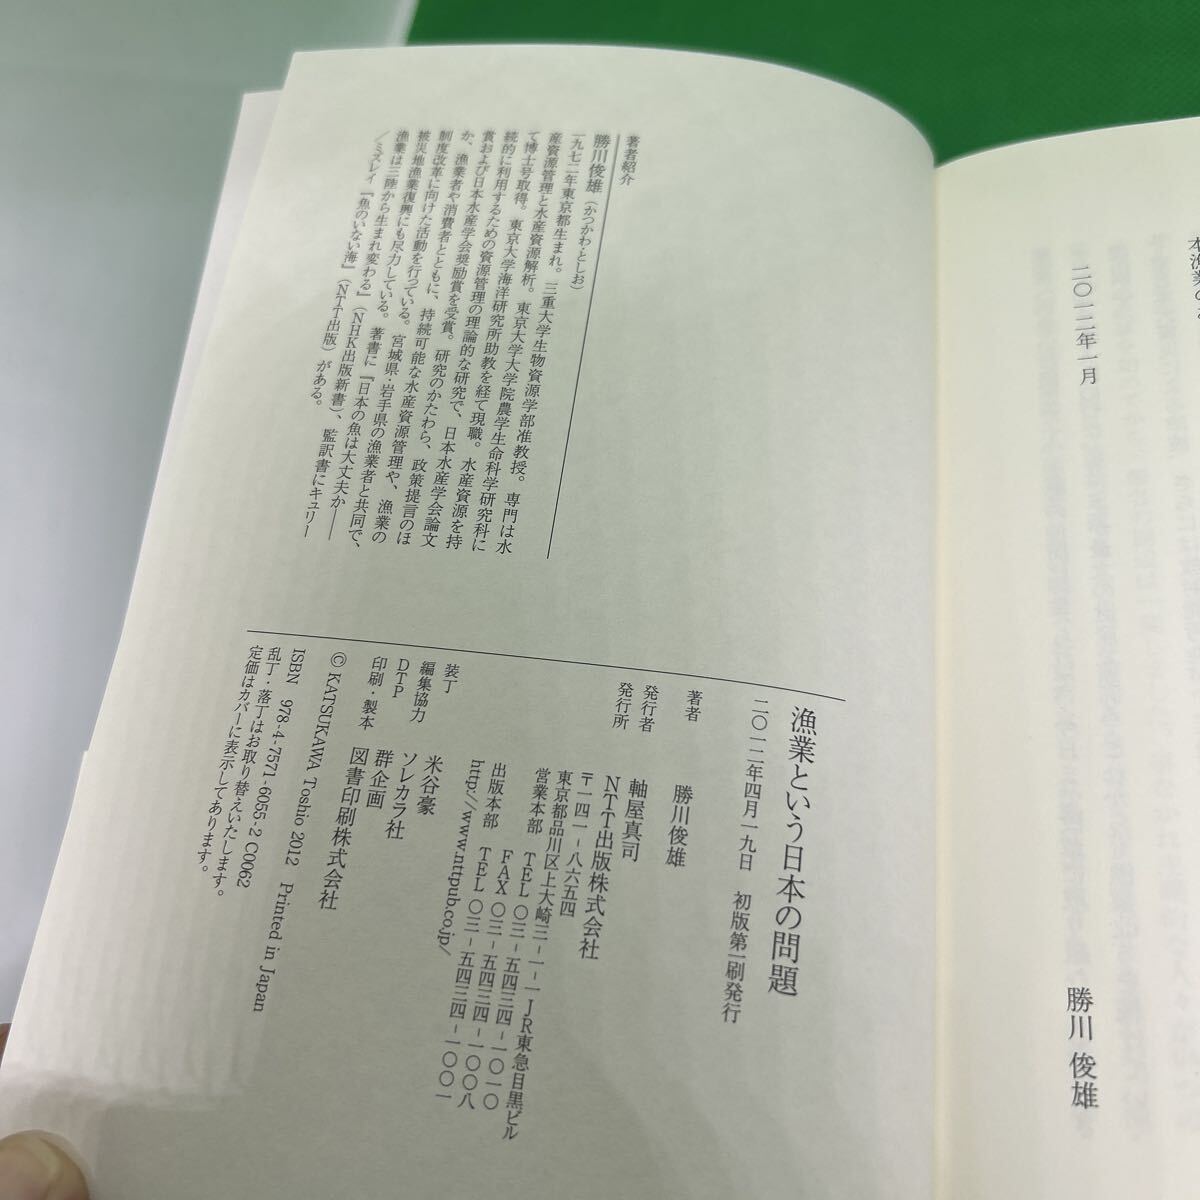 本漁業の
二〇一二年一月
勝川 俊雄
著者紹介
勝川俊雄（かつかわ・としお）
一九七二年東京都生まれ。三重大学生物資源学部准教授。専門は水
産資源管理と水産資源解析。東京大学大学院農学生命科学研究科に
て博士号取得。東京大学海洋研究所助教を経て現職。水産資源を持
続的に利用するための資源管理の理論的な研究で、日本水産学会論文
賞および日本水産学会奨励賞を受賞。研究のかたわら、政策提言のほ
か、漁業者や消費者とともに、持続可能な水産資源管理や、漁業の
制度改革に向けた活動を行っている。宮城県・岩手県の漁業者と共同で、
被災地漁業復興にも尽力している。著書に『日本の魚は大丈夫か――
漁業は三陸から生まれ変わる』（NHK出版新書）、監訳書にキュリー
／ミズレイ『魚のいない海』（NTT出版）がある。
漁業という日本の問題
二〇一二年四月一九日 初版第一刷発行
著者 勝川俊雄
発行者 軸屋真司
発行所 NTT出版株式会社
〒一四一-八六五四
東京都品川区上大崎三-一-一 JR東急目黒ビル
営業本部 TEL 〇三-五四三四-一〇一〇
FAX 〇三-五四三四-一〇〇八
出版本部 TEL 〇三-五四三四-一〇〇一
http://www.nttpub.co.jp/
装丁 米谷豪
編集協力 ソレカラ社
DTP 群企画
印刷・製本 図書印刷株式会社
© KATSUKAWA Toshio 2012 Printed in Japan
ISBN 978-4-7571-6055-2 C0062
乱丁・落丁はお取り替えいたします。
定価はカバーに表示してあります。